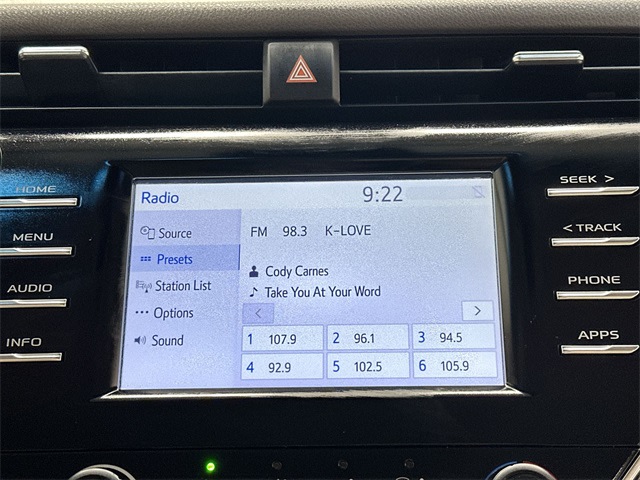 HOME
MENU
AUDIO
INFO
Radio 9:22
Source
Presets
Station List
Options
Sound
FM 98.3 K-LOVE
Cody Carnes
Take You At Your Word
< >
1 107.9 2 96.1 3 94.5
4 92.9 5 102.5 6 105.9
SEEK >
< TRACK
PHONE
APPS